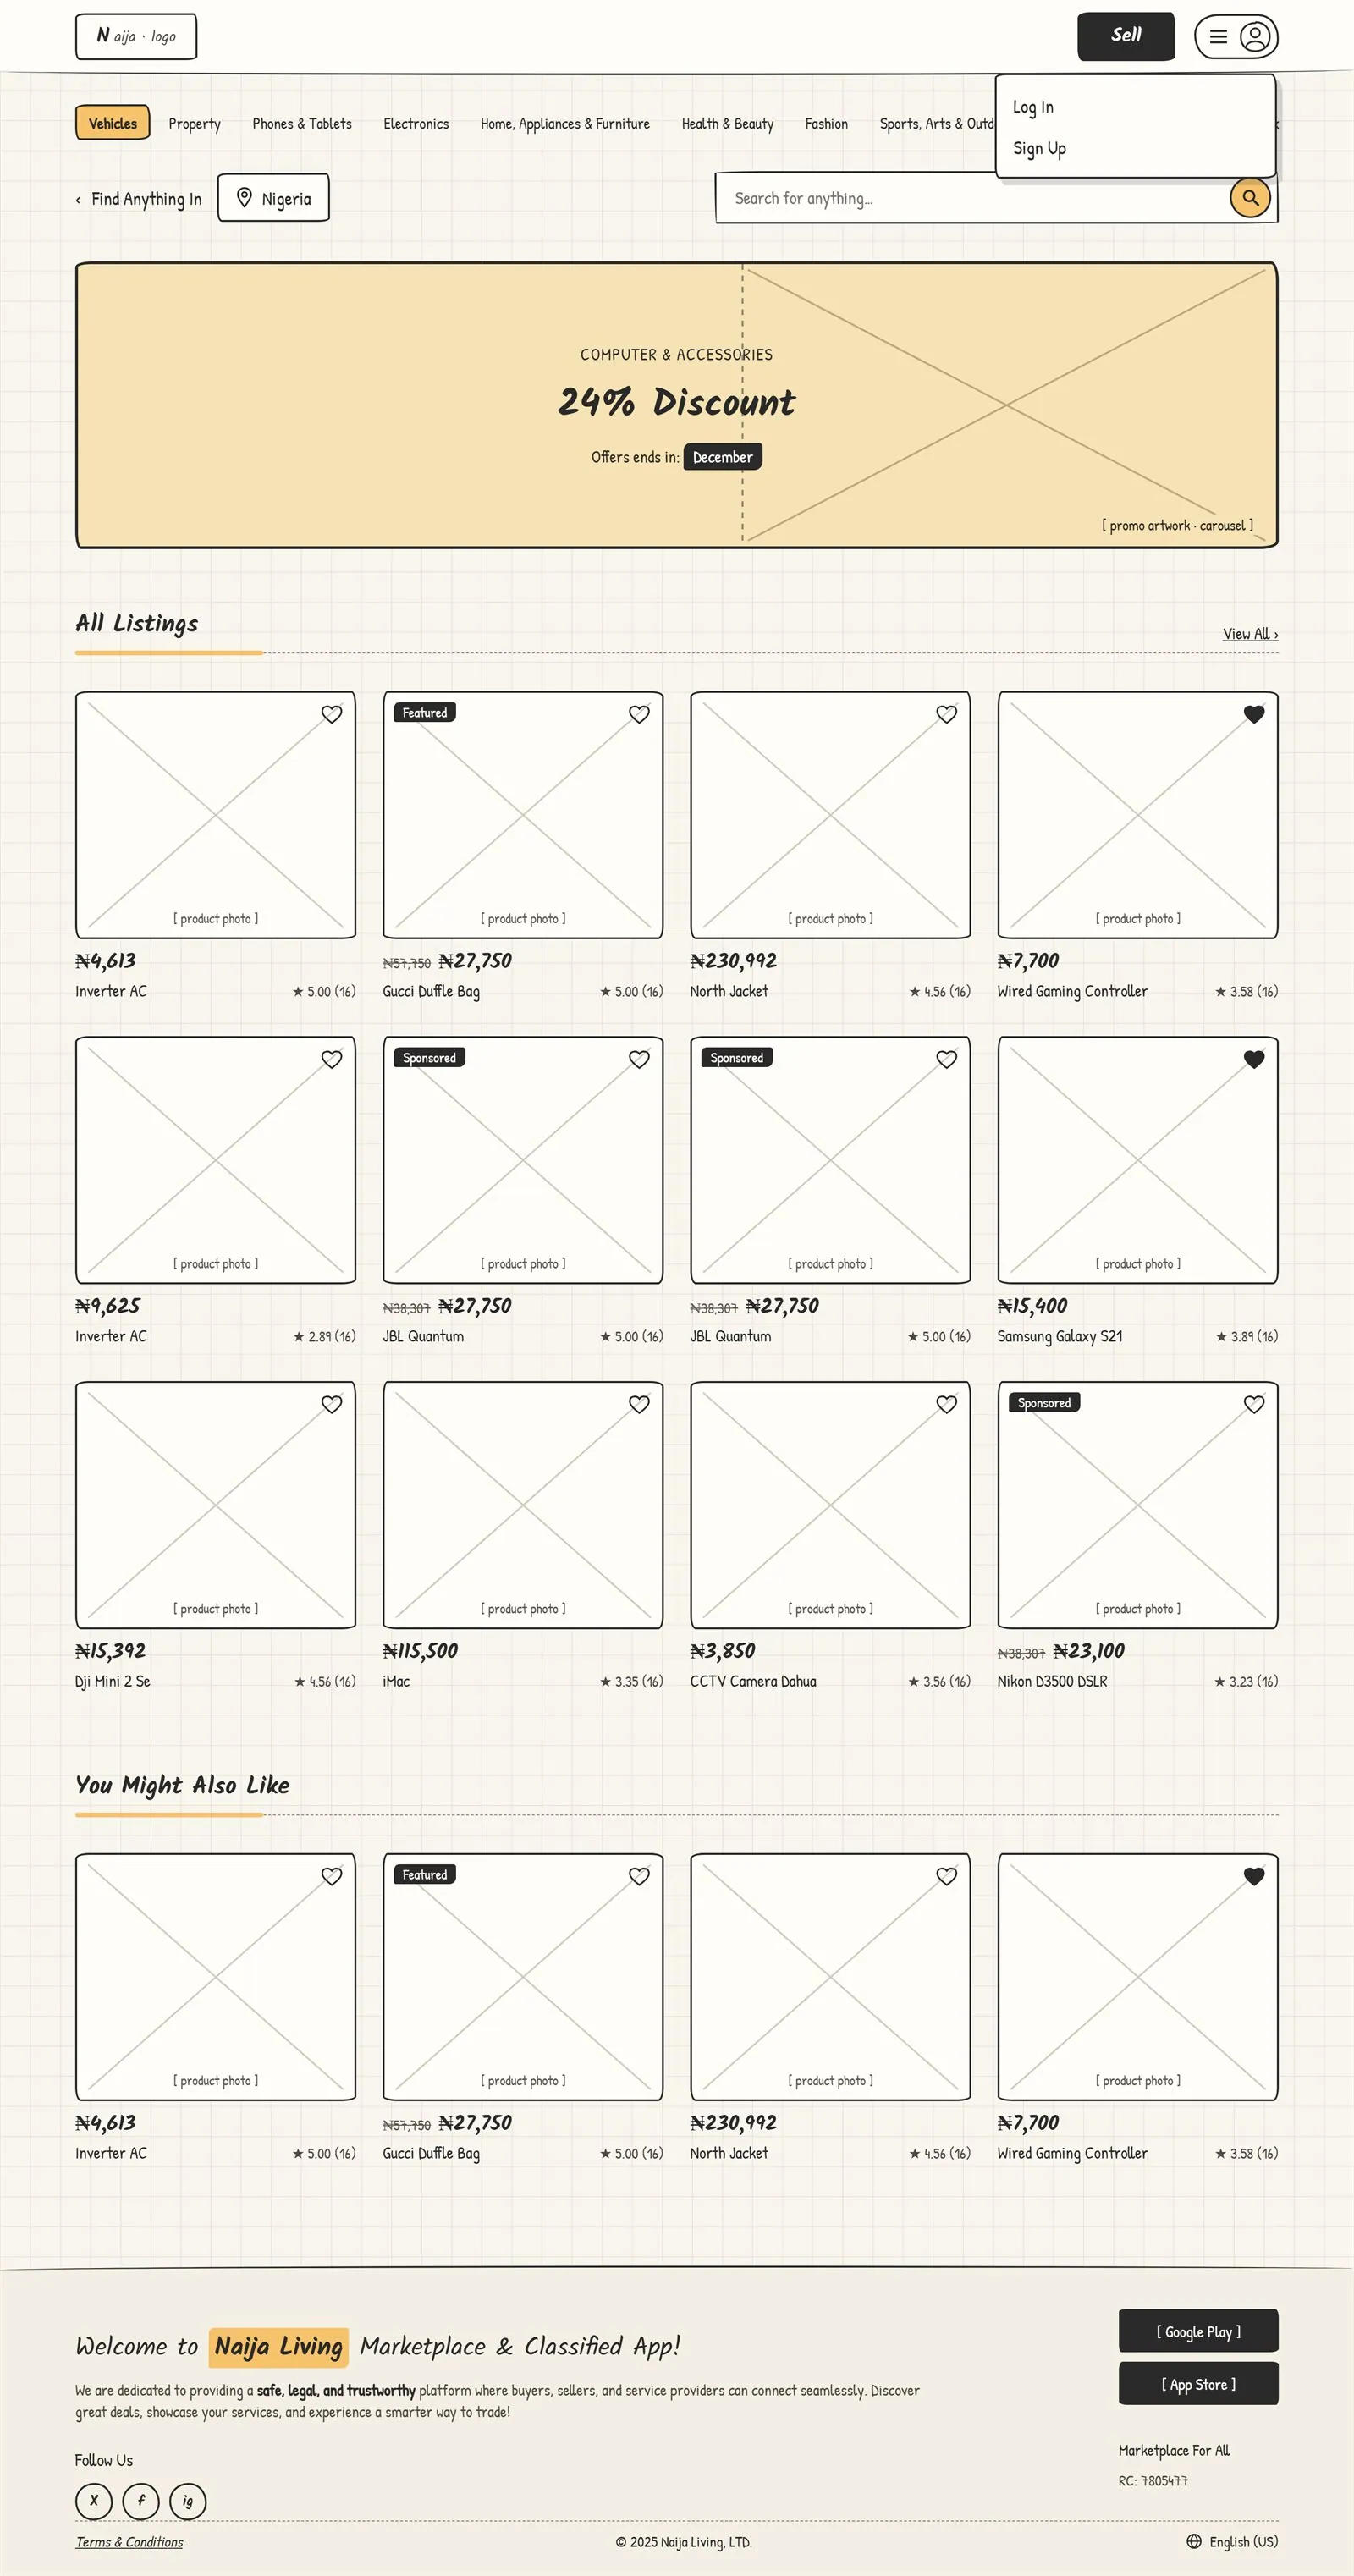 N aija · logo
Sell
Log In
Sign Up
Vehicles Property Phones & Tablets Electronics Home, Appliances & Furniture Health & Beauty Fashion Sports, Arts &
‹ Find Anything In Nigeria
Search for anything...
COMPUTER & ACCESSORIES
24% Discount
Offers ends in: December
[ promo artwork · carousel ]
All Listings
View All ›
Featured
[ product photo ] [ product photo ] [ product photo ] [ product photo ]
₦4,613 ₦57,750 ₦27,750 ₦230,992 ₦7,700
Inverter AC ★ 5.00 (16) Gucci Duffle Bag ★ 5.00 (16) North Jacket ★ 4.56 (16) Wired Gaming Controller ★ 3.58 (16)
Sponsored Sponsored
[ product photo ] [ product photo ] [ product photo ] [ product photo ]
₦9,625 ₦38,307 ₦27,750 ₦38,307 ₦27,750 ₦15,400
Inverter AC ★ 2.89 (16) JBL Quantum ★ 5.00 (16) JBL Quantum ★ 5.00 (16) Samsung Galaxy S21 ★ 3.89 (16)
Sponsored
[ product photo ] [ product photo ] [ product photo ] [ product photo ]
₦15,392 ₦115,500 ₦3,850 ₦38,307 ₦23,100
Dji Mini 2 Se ★ 4.56 (16) iMac ★ 3.35 (16) CCTV Camera Dahua ★ 3.56 (16) Nikon D3500 DSLR ★ 3.23 (16)
You Might Also Like
Featured
[ product photo ] [ product photo ] [ product photo ] [ product photo ]
₦4,613 ₦57,750 ₦27,750 ₦230,992 ₦7,700
Inverter AC ★ 5.00 (16) Gucci Duffle Bag ★ 5.00 (16) North Jacket ★ 4.56 (16) Wired Gaming Controller ★ 3.58 (16)
Welcome to Naija Living Marketplace & Classified App!
We are dedicated to providing a safe, legal, and trustworthy platform where buyers, sellers, and service providers can connect seamlessly. Discover
great deals, showcase your services, and experience a smarter way to trade!
Follow Us
X f ig
[ Google Play ]
[ App Store ]
Marketplace For All
RC: 7805477
Terms & Conditions © 2025 Naija Living, LTD. English (US)